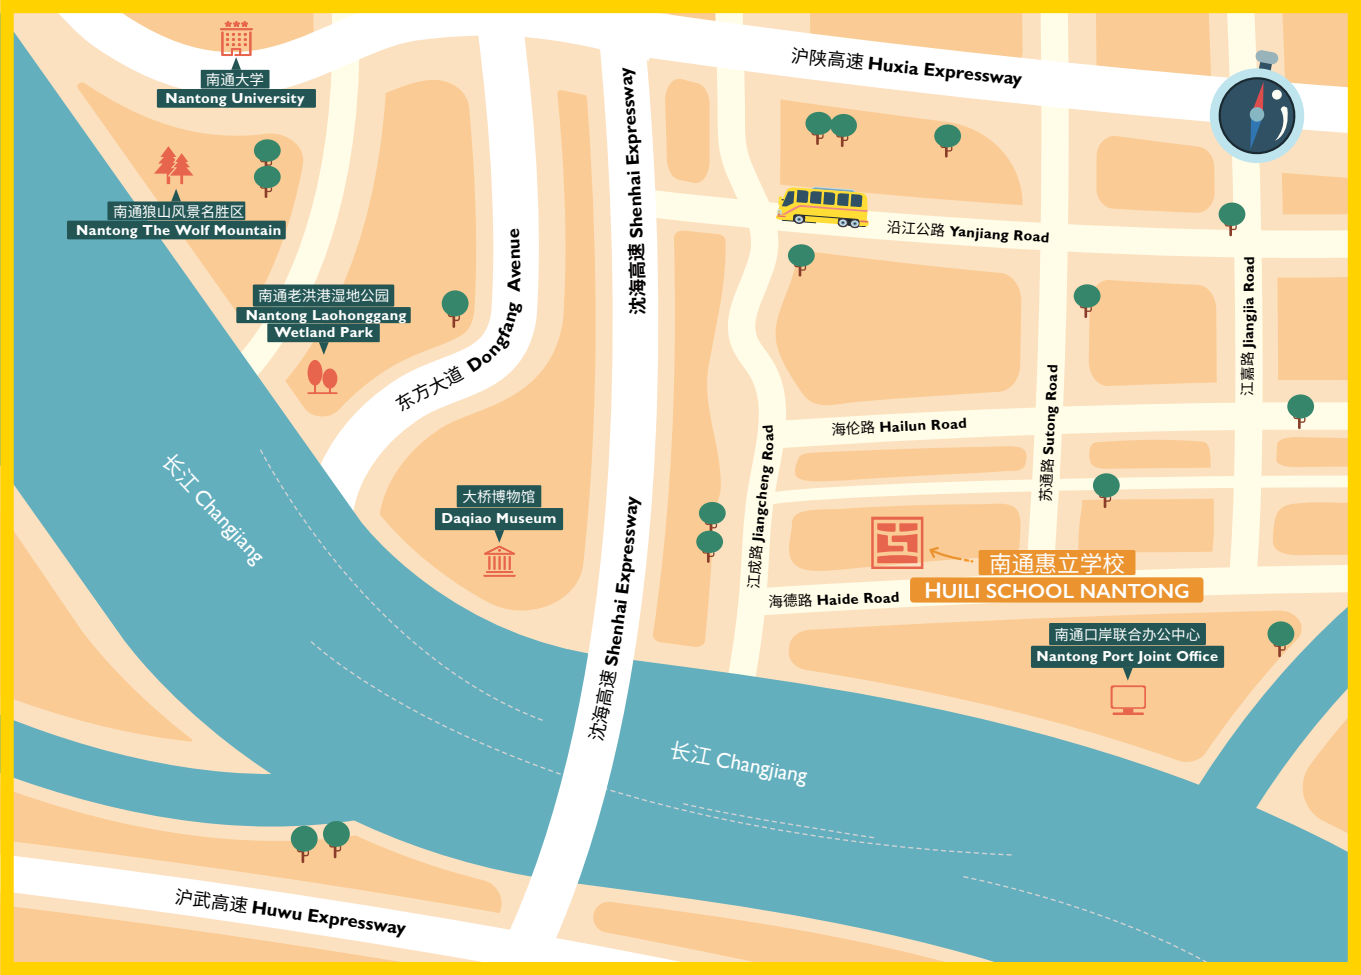 南通大学
Nantong University
沪陕高速 Huxia Expressway
沈海高速 Shenhai Expressway
南通狼山风景名胜区
Nantong The Wolf Mountain
沿江公路 Yanjiang Road
南通老洪港湿地公园
Nantong Laohonggang
Wetland Park
东方大道 Dongfang Avenue
江嘉路 Jiangjia Road
苏通路 Sutong Road
海伦路 Hailun Road
江成路 Jiangcheng Road
长江 Changjiang
大桥博物馆
Daqiao Museum
沈海高速 Shenhai Expressway
南通惠立学校
HUILI SCHOOL NANTONG
海德路 Haide Road
南通口岸联合办公中心
Nantong Port Joint Office
长江 Changjiang
沪武高速 Huwu Expressway